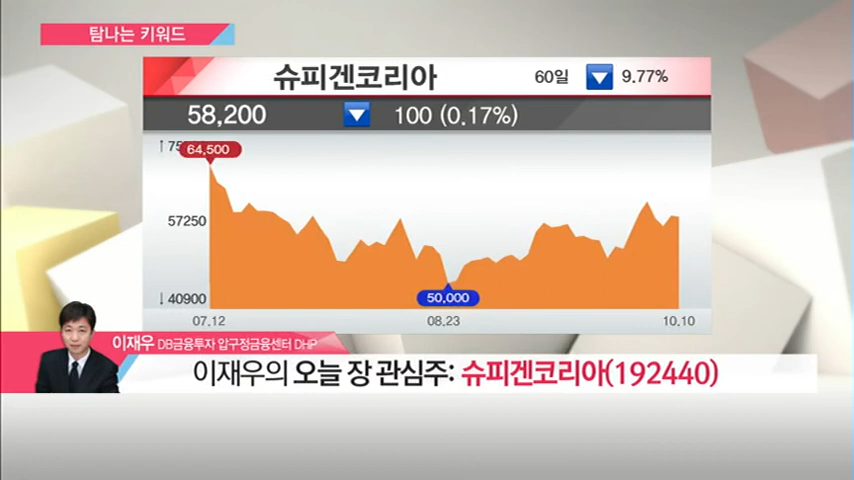 탐나는 키워드
슈피겐코리아 60일 ▼ 9.77%
58,200 ▼ 100 (0.17%)
64,500
57250
↓ 40900
50,000
07.12 08.23 10.10
이재우 DB금융투자 압구정금융센터 DHP
이재우의 오늘 장 관심주: 슈피겐코리아(192440)